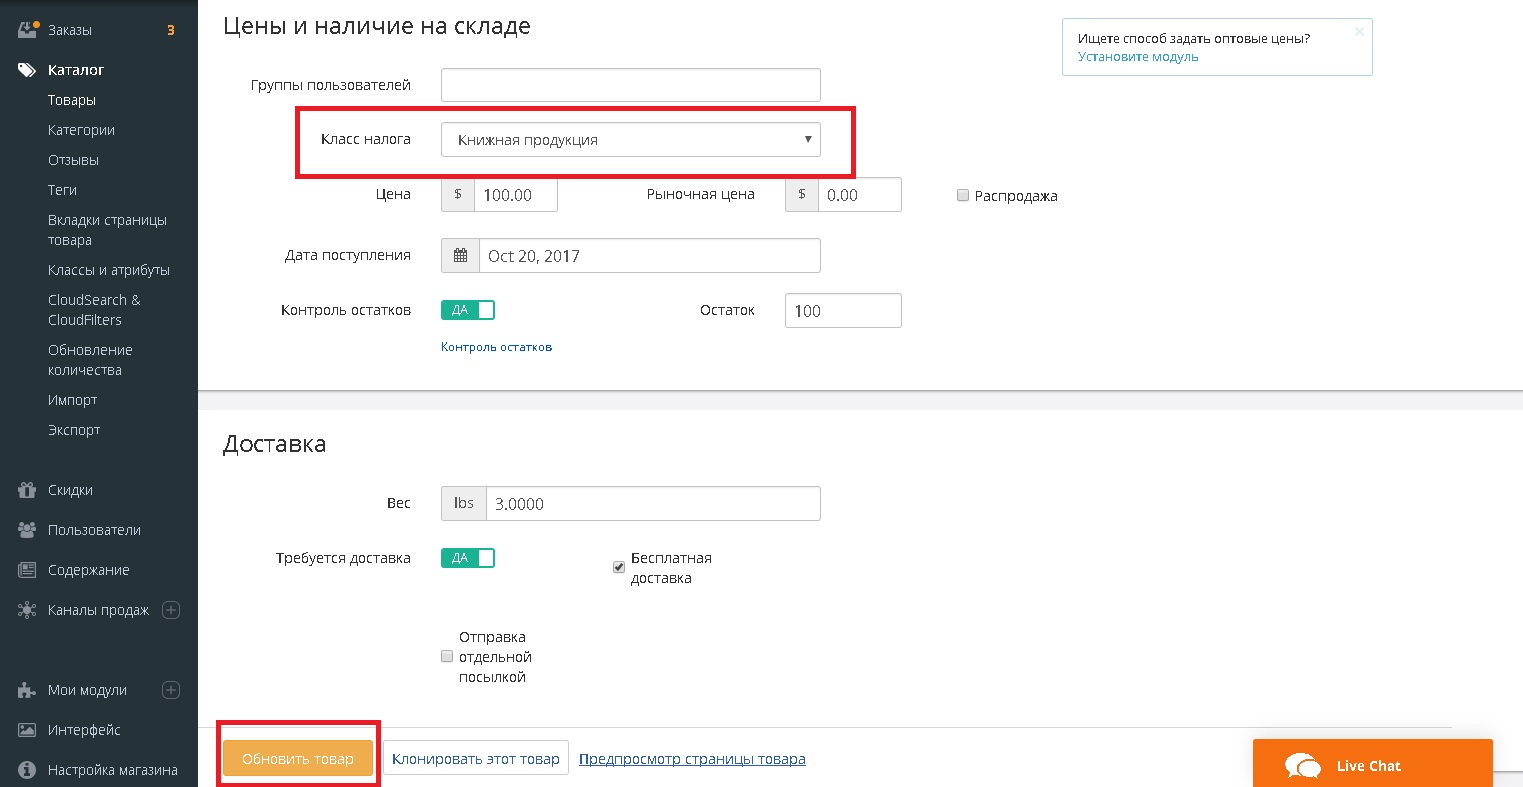 Заказы 3
Каталог
Товары
Категории
Отзывы
Теги
Вкладки страницы
товара
Классы и атрибуты
CloudSearch &
CloudFilters
Обновление
количества
Импорт
Экспорт
Скидки
Пользователи
Содержание
Каналы продаж
Мои модули
Интерфейс
Настройка магазина
Цены и наличие на складе
Ищете способ задать оптовые цены?
Установите модуль
Группы пользователей
Класс налога Книжная продукция
Цена $ 100.00 Рыночная цена $ 0.00 Распродажа
Дата поступления Oct 20, 2017
Контроль остатков ДА Остаток 100
Контроль остатков
Доставка
Вес lbs 3.0000
Требуется доставка ДА Бесплатная
доставка
Отправка
отдельной
посылкой
Обновить товар Клонировать этот товар Предпросмотр страницы товара
Live Chat